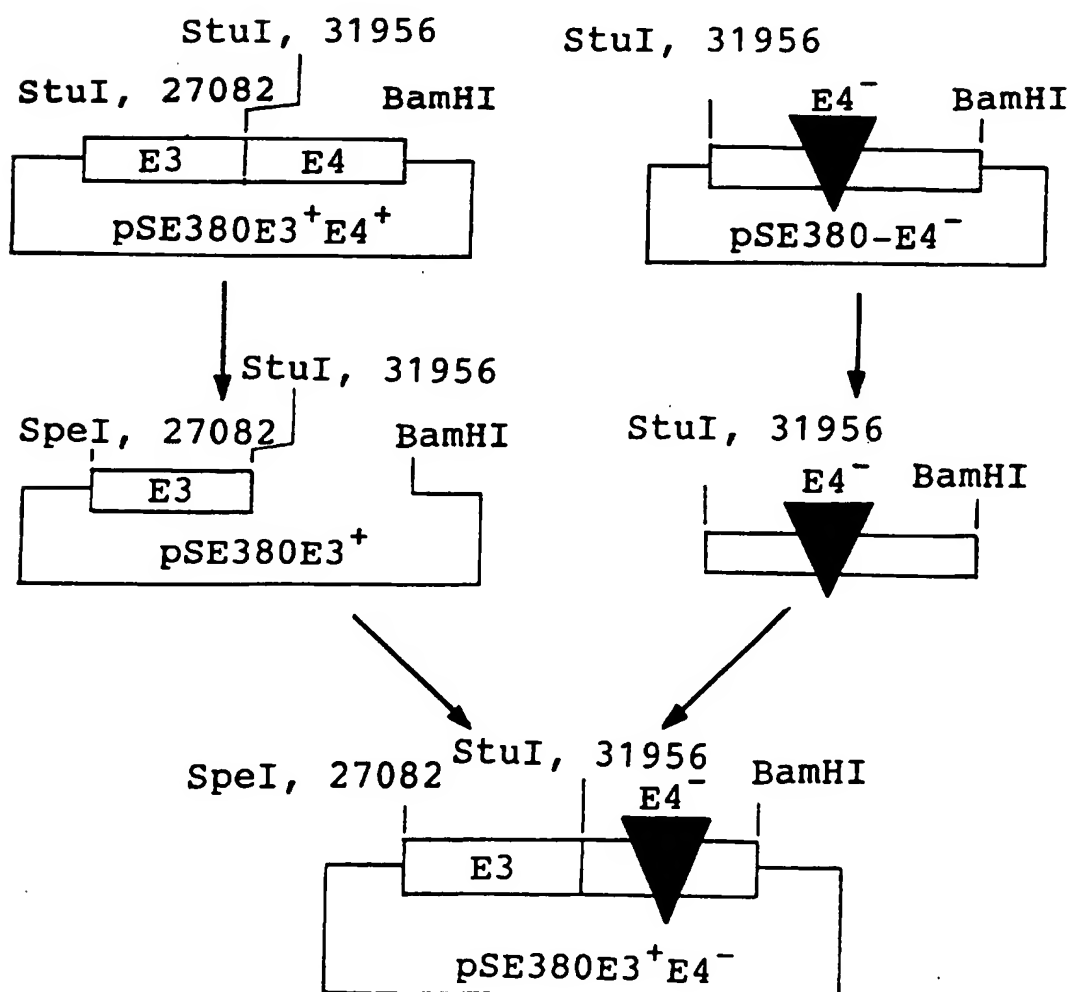 StuI, 31956
StuI, 31956
StuI, 27082
BamHI
E4⁻
BamHI
E3
E4
pSE380E3⁺E4⁺
pSE380-E4⁻
StuI, 31956
SpeI, 27082
BamHI
StuI, 31956
E3
E4⁻
BamHI
pSE380E3⁺
StuI, 31956
SpeI, 27082
BamHI
E4⁻
E3
pSE380E3⁺E4⁻